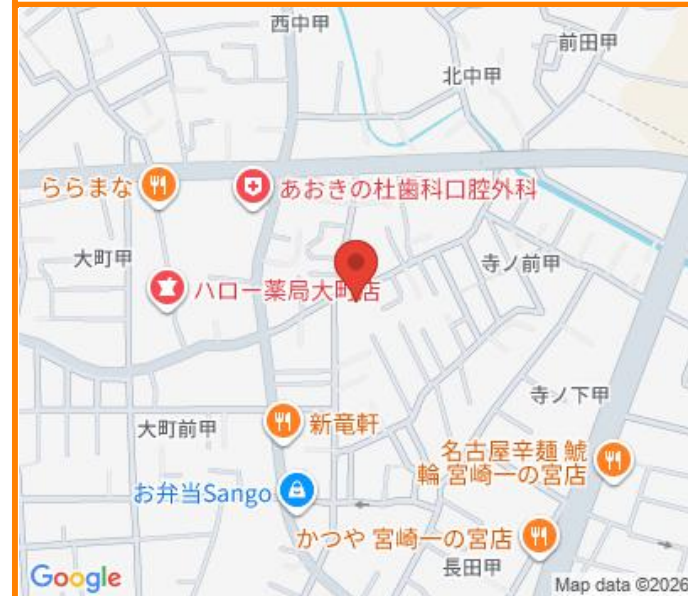 西中甲
前田甲
北中甲
ららまな
あおきの杜歯科口腔外科
大町甲
寺ノ前甲
ハロー薬局大町店
寺ノ下甲
大町前甲
新竜軒
名古屋辛麺 鯱
輪 宮崎一の宮店
お弁当Sango
かつや 宮崎一の宮店
長田甲
Google
Map data ©2026